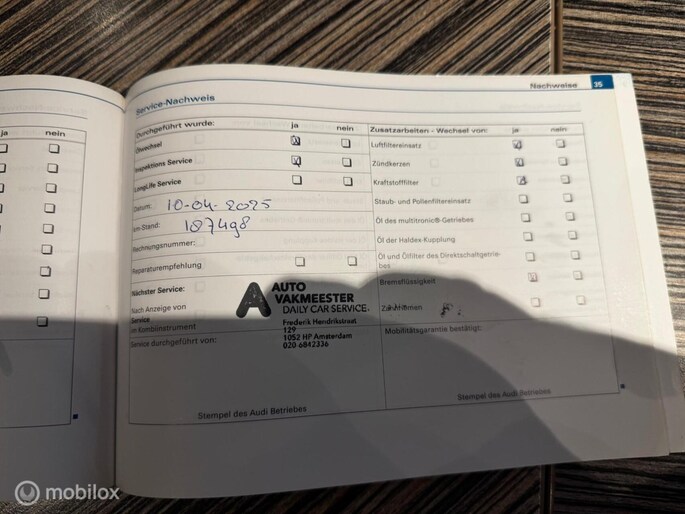 Nachweise 35
Service-Nachweis
ja nein
Durchgeführt wurde: ja nein
Ölwechsel
Inspektions Service
LongLife Service
Datum: 10-04-2025
km-Stand: 187498
Rechnungsnummer:
Reparaturempfehlung
Nächster Service:
Nach Anzeige von
Service
im Kombiinstrument
Service durchgeführt von:
AUTO
VAKMEESTER
DAILY CAR SERVICE
Frederik Hendrikstraat
129
1052 HP Amsterdam
020-6842336
Stempel des Audi Betriebes
Zusatzarbeiten - Wechsel von: ja nein
Luftfiltereinsatz
Zündkerzen
Kraftstofffilter
Staub- und Pollenfiltereinsatz
Öl des multitronic®-Getriebes
Öl der Haldex Kupplung
Öl und Ölfilter des Direktschaltgetrie-
bes
Bremsflüssigkeit
Zahnriemen
Mobilitätsgarantie bestätigt:
Stempel des Audi Betriebes
mobilox